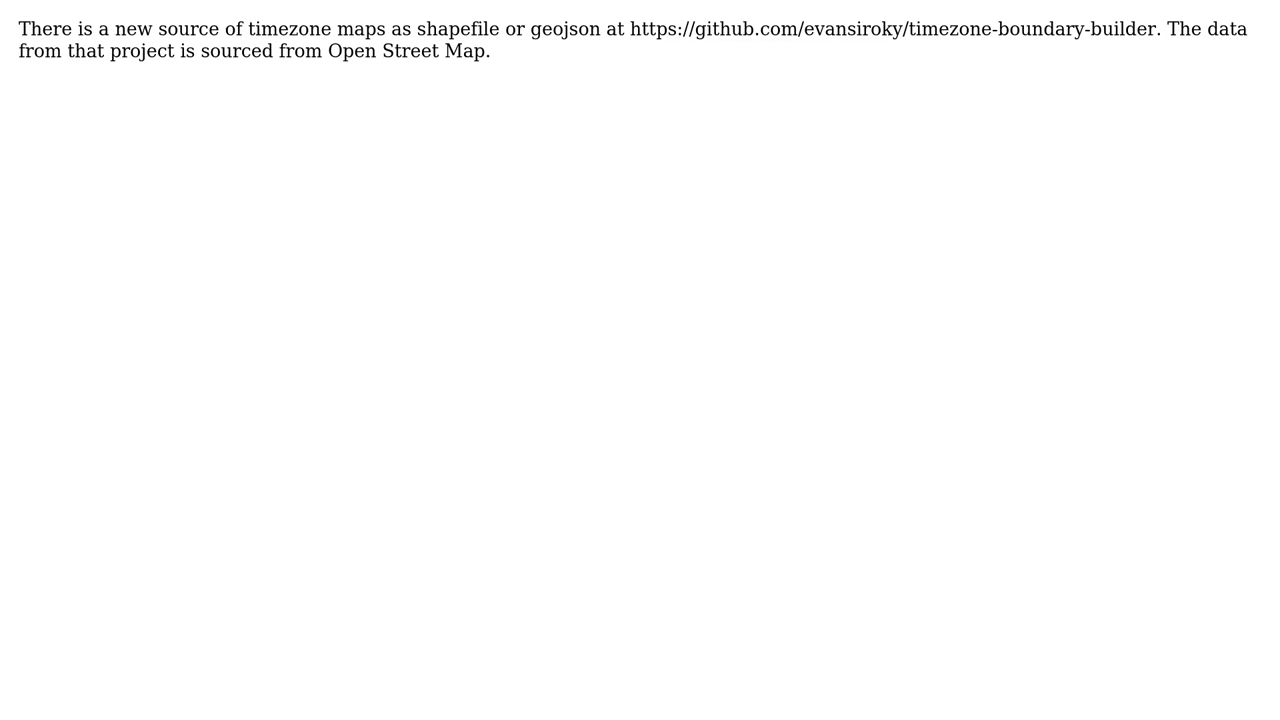 There is a new source of timezone maps as shapefile or geojson at https://github.com/evansiroky/timezone-boundary-builder. The data
from that project is sourced from Open Street Map.